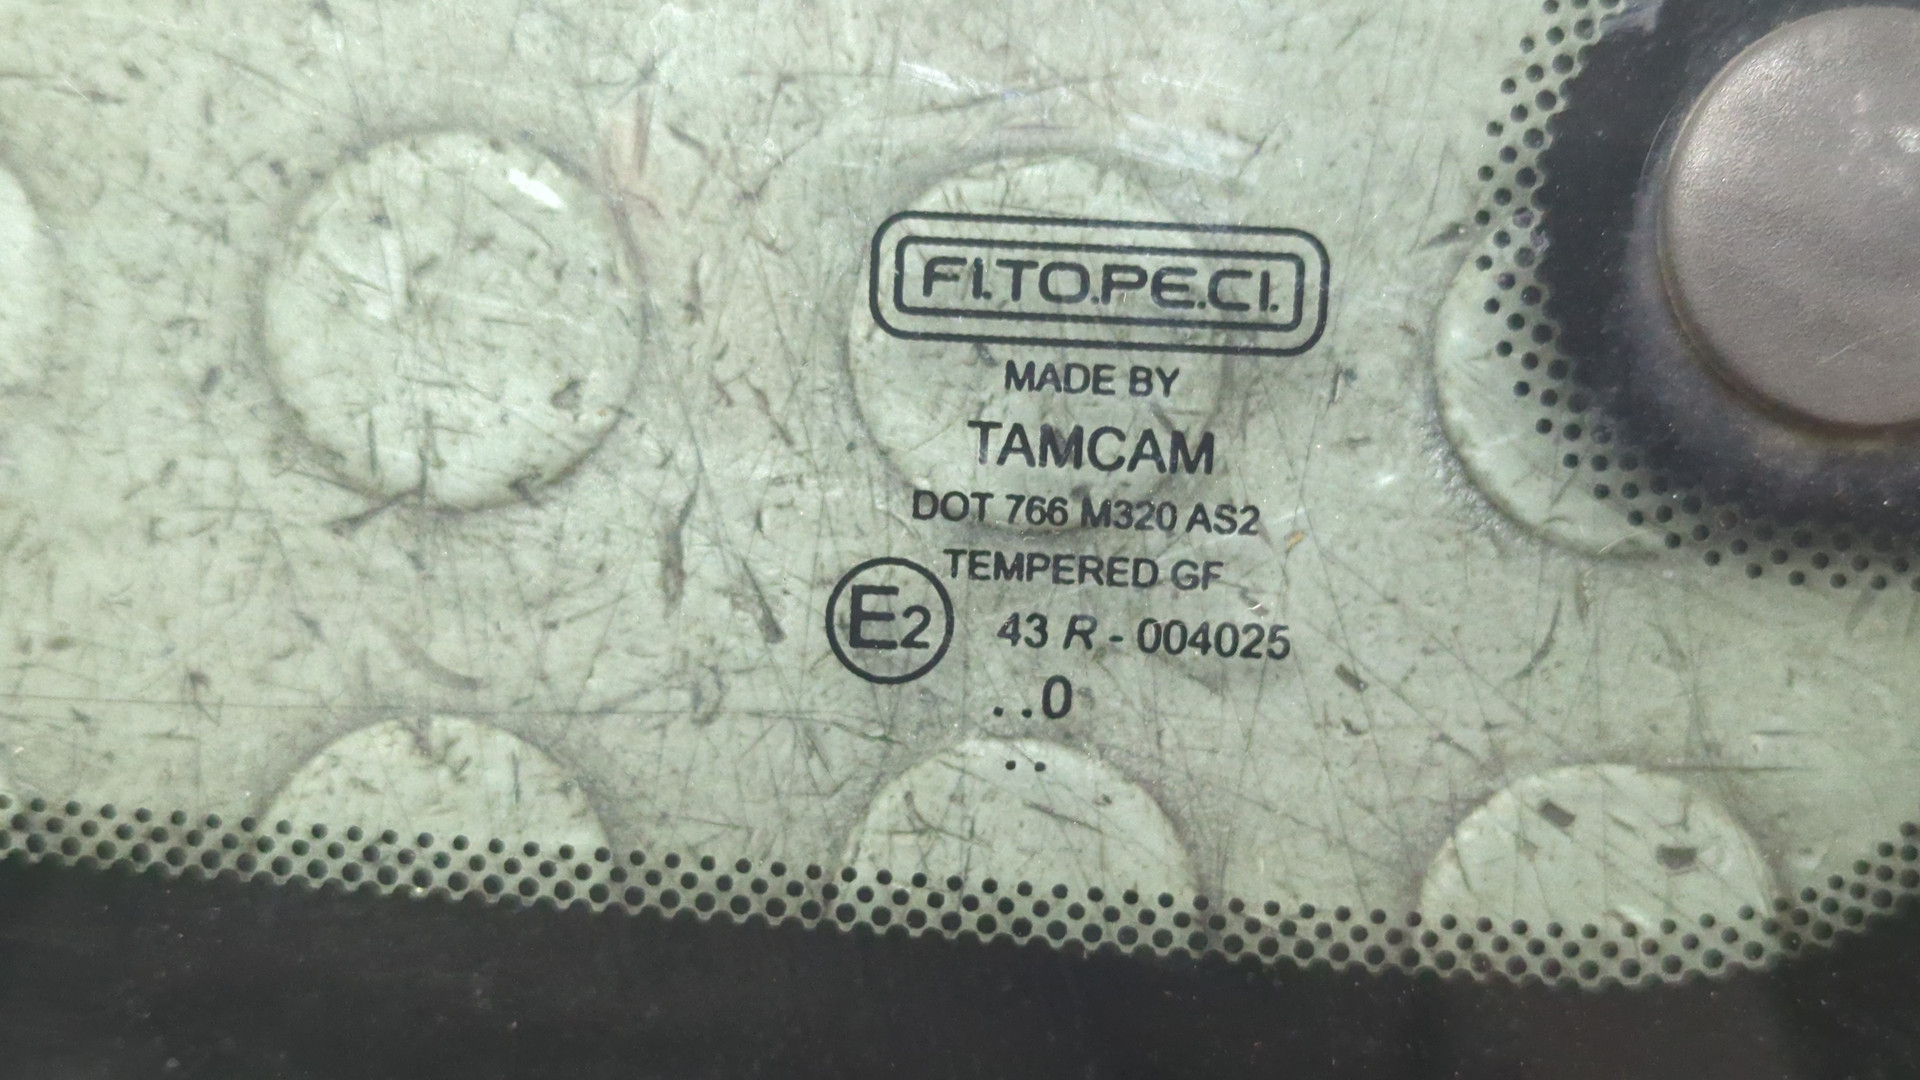 FI.TO.PE.CI.
MADE BY
TAMCAM
DOT 766 M320 AS2
TEMPERED GF
E2 43 R - 004025
..0
..